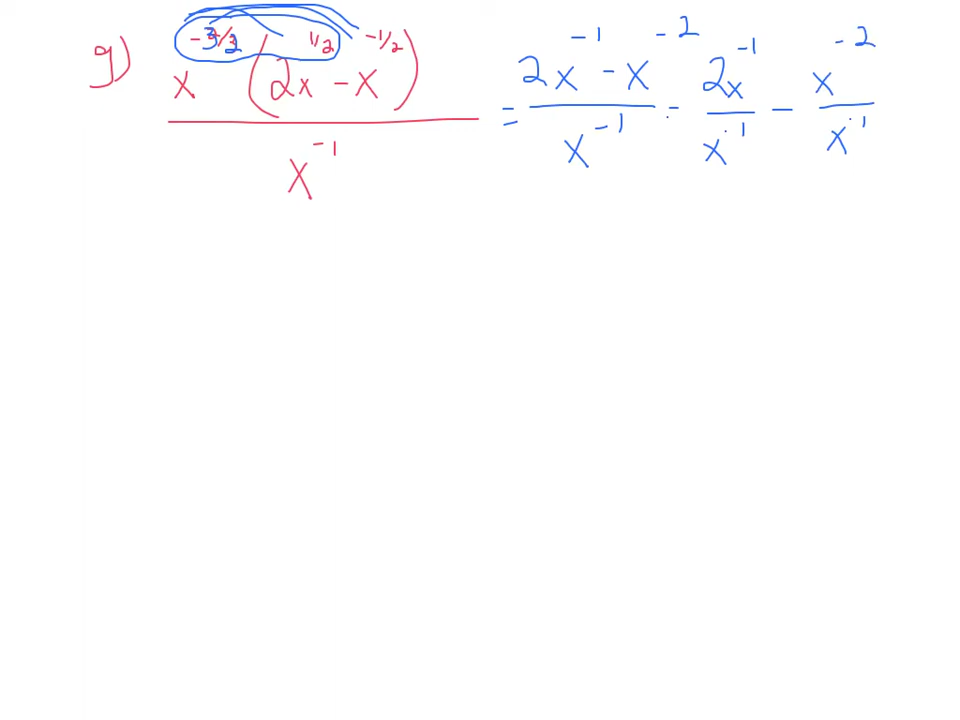 g) x^{-3/2} (2x^{1/2} - x^{-1/2}) / x^{-1} = (2x^{-1} - x^{-2}) / x^{-1} = 2x^{-1} / x^{-1} - x^{-2} / x^{-1}